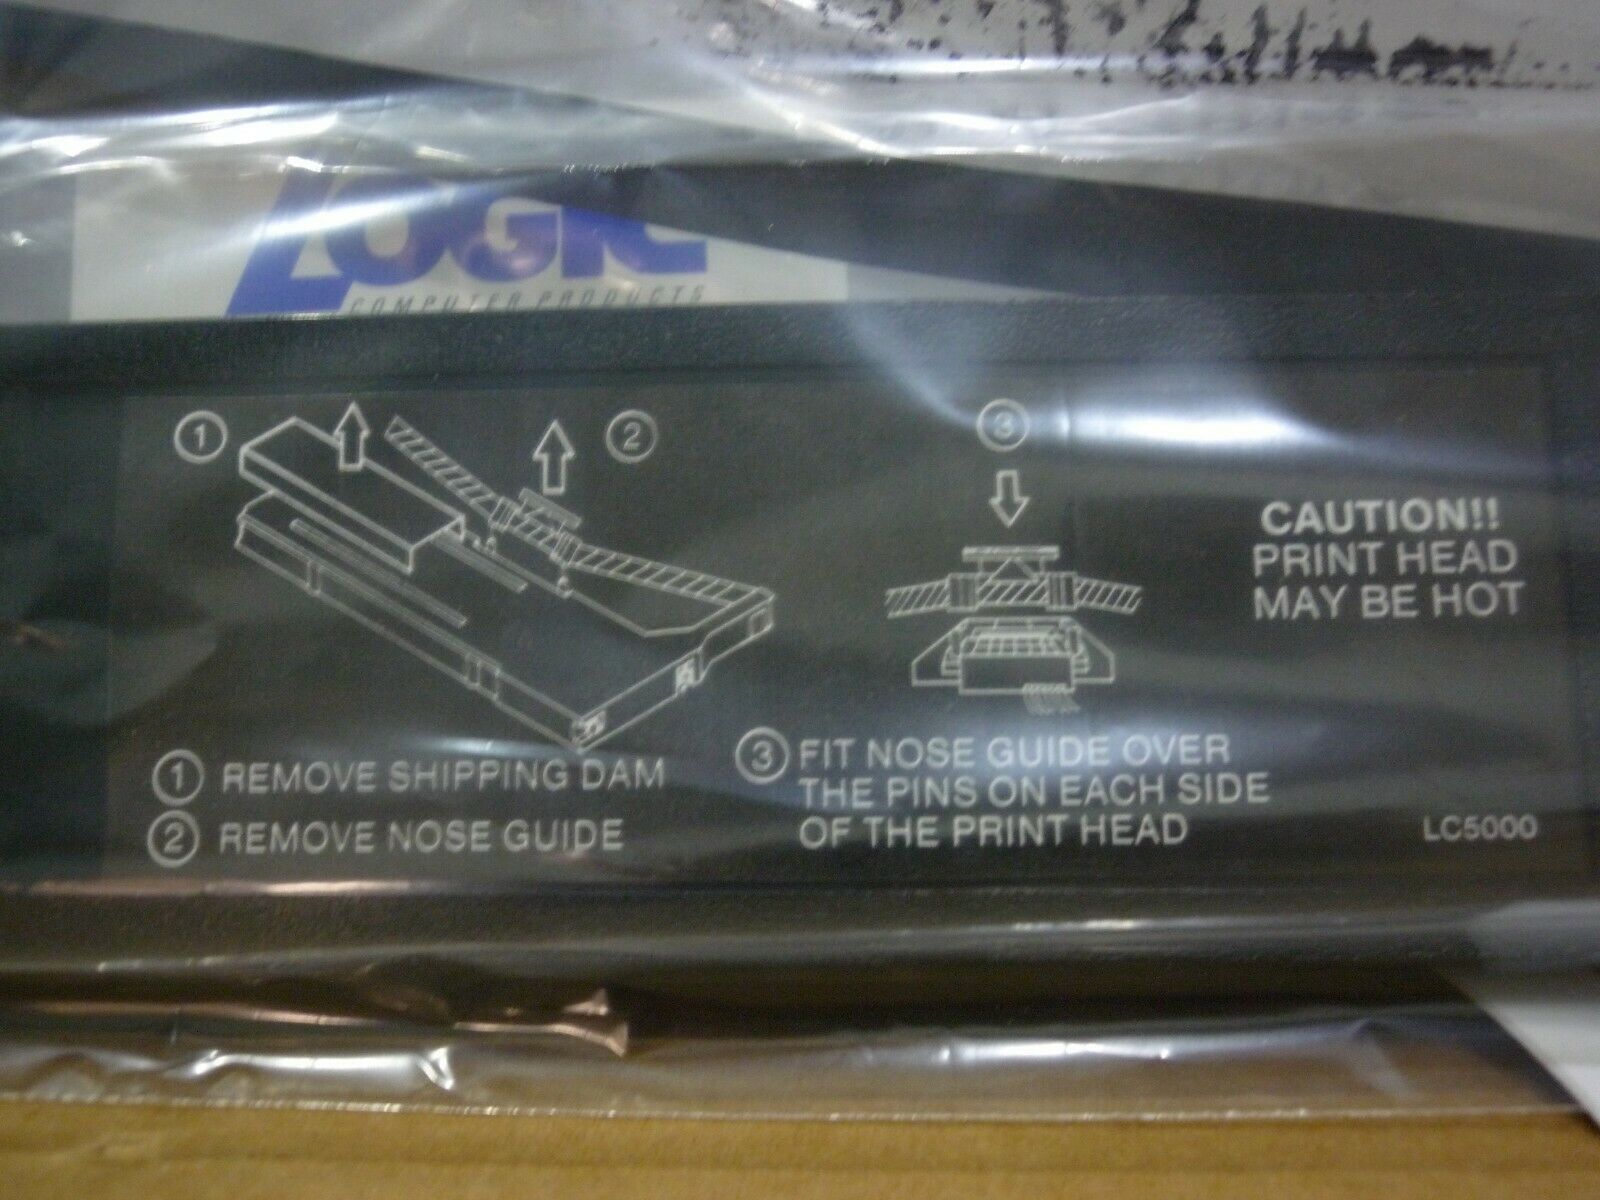 LOGIC
COMPUTER PRODUCTS
1
2
3
CAUTION!!
PRINT HEAD
MAY BE HOT
1 REMOVE SHIPPING DAM
2 REMOVE NOSE GUIDE
3 FIT NOSE GUIDE OVER
THE PINS ON EACH SIDE
OF THE PRINT HEAD
LC5000